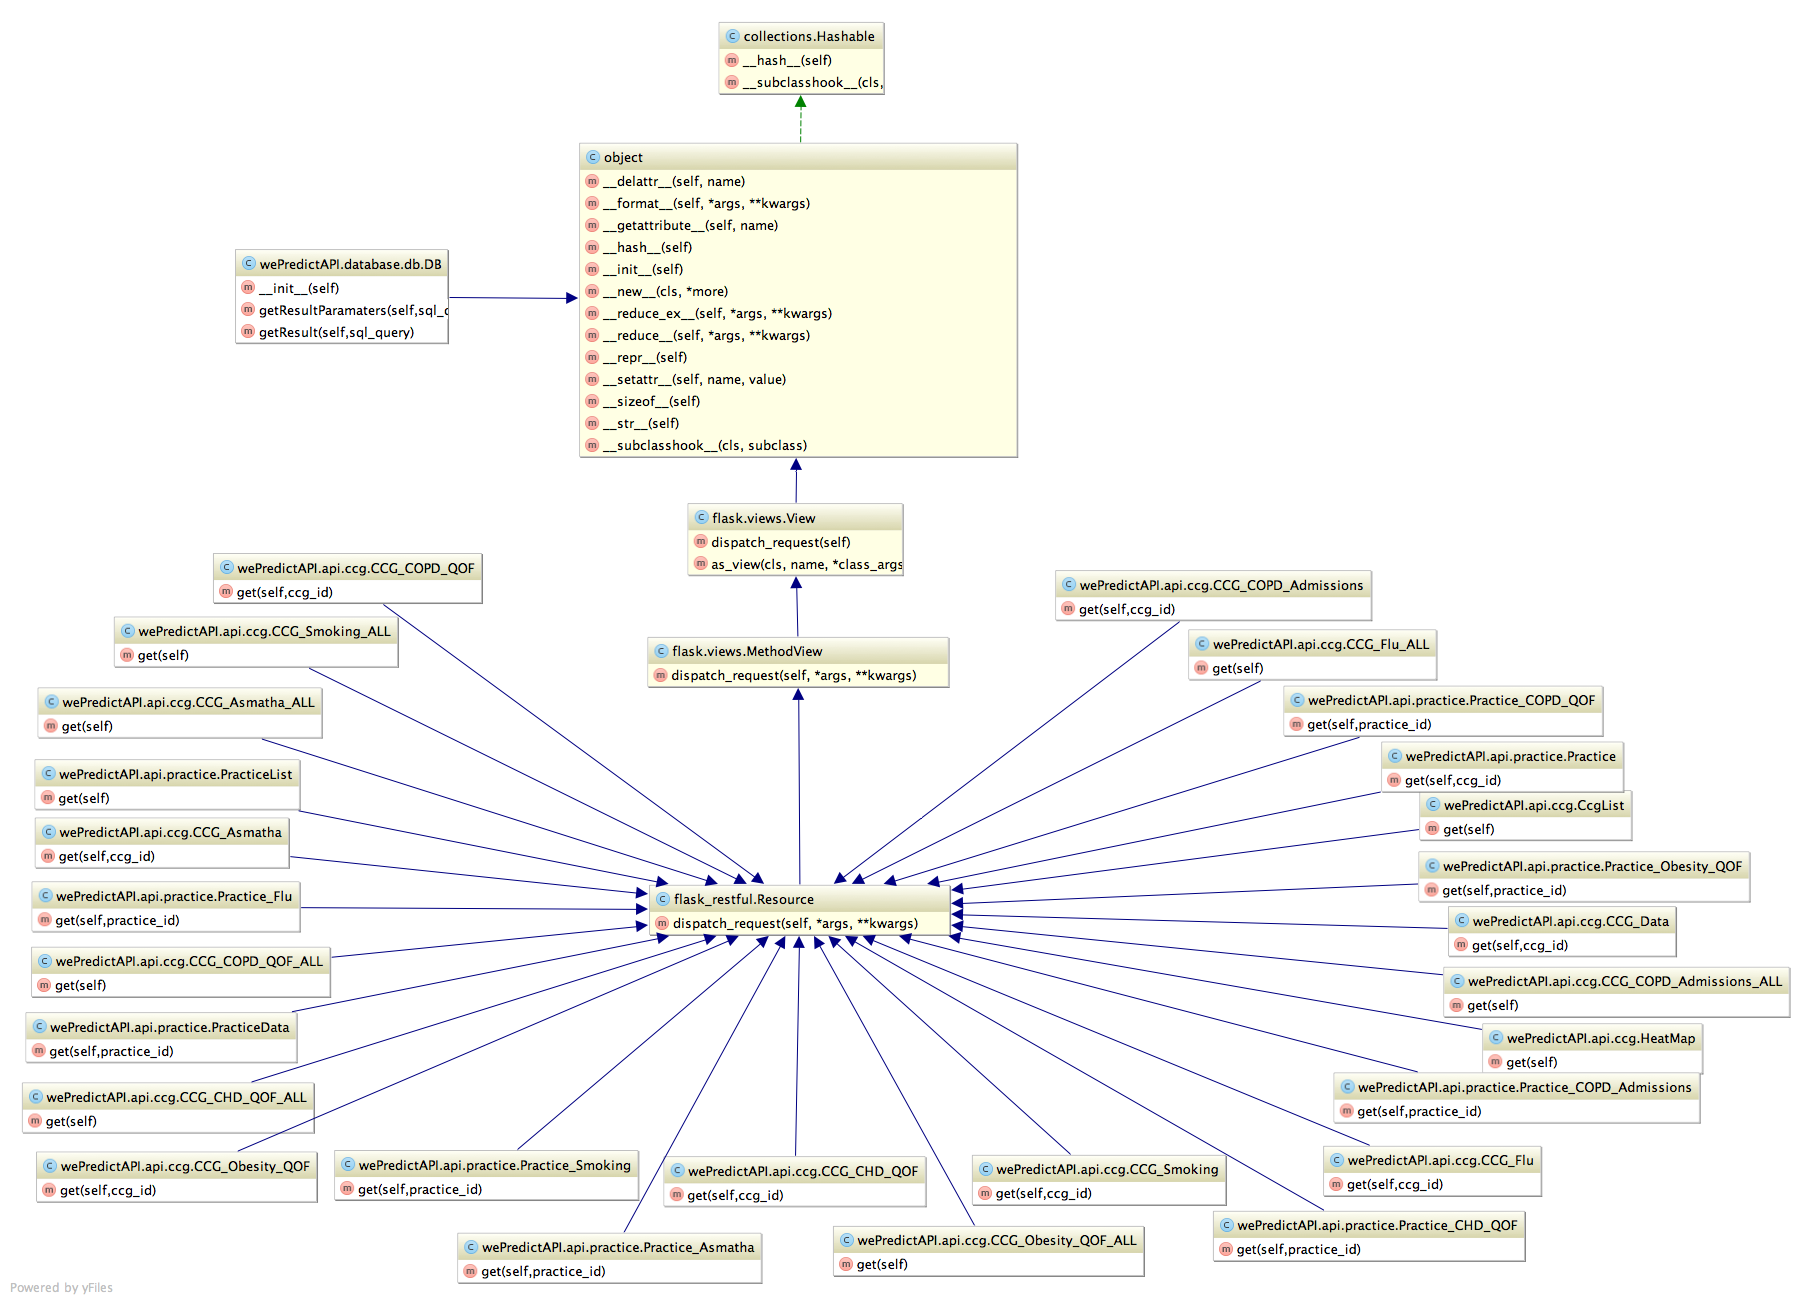 collections.Hashable
__hash__(self)
__subclasshook__(cls,
object
__delattr__(self, name)
__format__(self, *args, **kwargs)
__getattribute__(self, name)
__hash__(self)
__init__(self)
__new__(cls, *more)
__reduce_ex__(self, *args, **kwargs)
__reduce__(self, *args, **kwargs)
__repr__(self)
__setattr__(self, name, value)
__sizeof__(self)
__str__(self)
__subclasshook__(cls, subclass)
wePredictAPI.database.db.DB
__init__(self)
getResultParamaters(self,sql_q
getResult(self,sql_query)
flask.views.View
dispatch_request(self)
as_view(cls, name, *class_args
flask.views.MethodView
dispatch_request(self, *args, **kwargs)
wePredictAPI.api.ccg.CCG_COPD_QOF
get(self,ccg_id)
wePredictAPI.api.ccg.CCG_Smoking_ALL
get(self)
wePredictAPI.api.ccg.CCG_Asmatha_ALL
get(self)
wePredictAPI.api.practice.PracticeList
get(self)
wePredictAPI.api.ccg.CCG_Asmatha
get(self,ccg_id)
wePredictAPI.api.practice.Practice_Flu
get(self,practice_id)
wePredictAPI.api.ccg.CCG_COPD_QOF_ALL
get(self)
wePredictAPI.api.practice.PracticeData
get(self,practice_id)
wePredictAPI.api.ccg.CCG_CHD_QOF_ALL
get(self)
wePredictAPI.api.ccg.CCG_Obesity_QOF
get(self,ccg_id)
flask_restful.Resource
dispatch_request(self, *args, **kwargs)
wePredictAPI.api.ccg.CCG_COPD_Admissions
get(self,ccg_id)
wePredictAPI.api.ccg.CCG_Flu_ALL
get(self)
wePredictAPI.api.practice.Practice_COPD_QOF
get(self,practice_id)
wePredictAPI.api.practice.Practice
get(self,ccg_id)
wePredictAPI.api.ccg.CcgList
get(self)
wePredictAPI.api.practice.Practice_Obesity_QOF
get(self,practice_id)
wePredictAPI.api.ccg.CCG_Data
get(self,ccg_id)
wePredictAPI.api.ccg.CCG_COPD_Admissions_ALL
get(self)
wePredictAPI.api.ccg.HeatMap
get(self)
wePredictAPI.api.practice.Practice_COPD_Admissions
get(self,practice_id)
wePredictAPI.api.ccg.CCG_Flu
get(self,ccg_id)
wePredictAPI.api.practice.Practice_CHD_QOF
get(self,practice_id)
wePredictAPI.api.practice.Practice_Smoking
get(self,practice_id)
wePredictAPI.api.ccg.CCG_CHD_QOF
get(self,ccg_id)
wePredictAPI.api.ccg.CCG_Smoking
get(self,ccg_id)
wePredictAPI.api.practice.Practice_Asmatha
get(self,practice_id)
wePredictAPI.api.ccg.CCG_Obesity_QOF_ALL
get(self)
Powered by yFiles